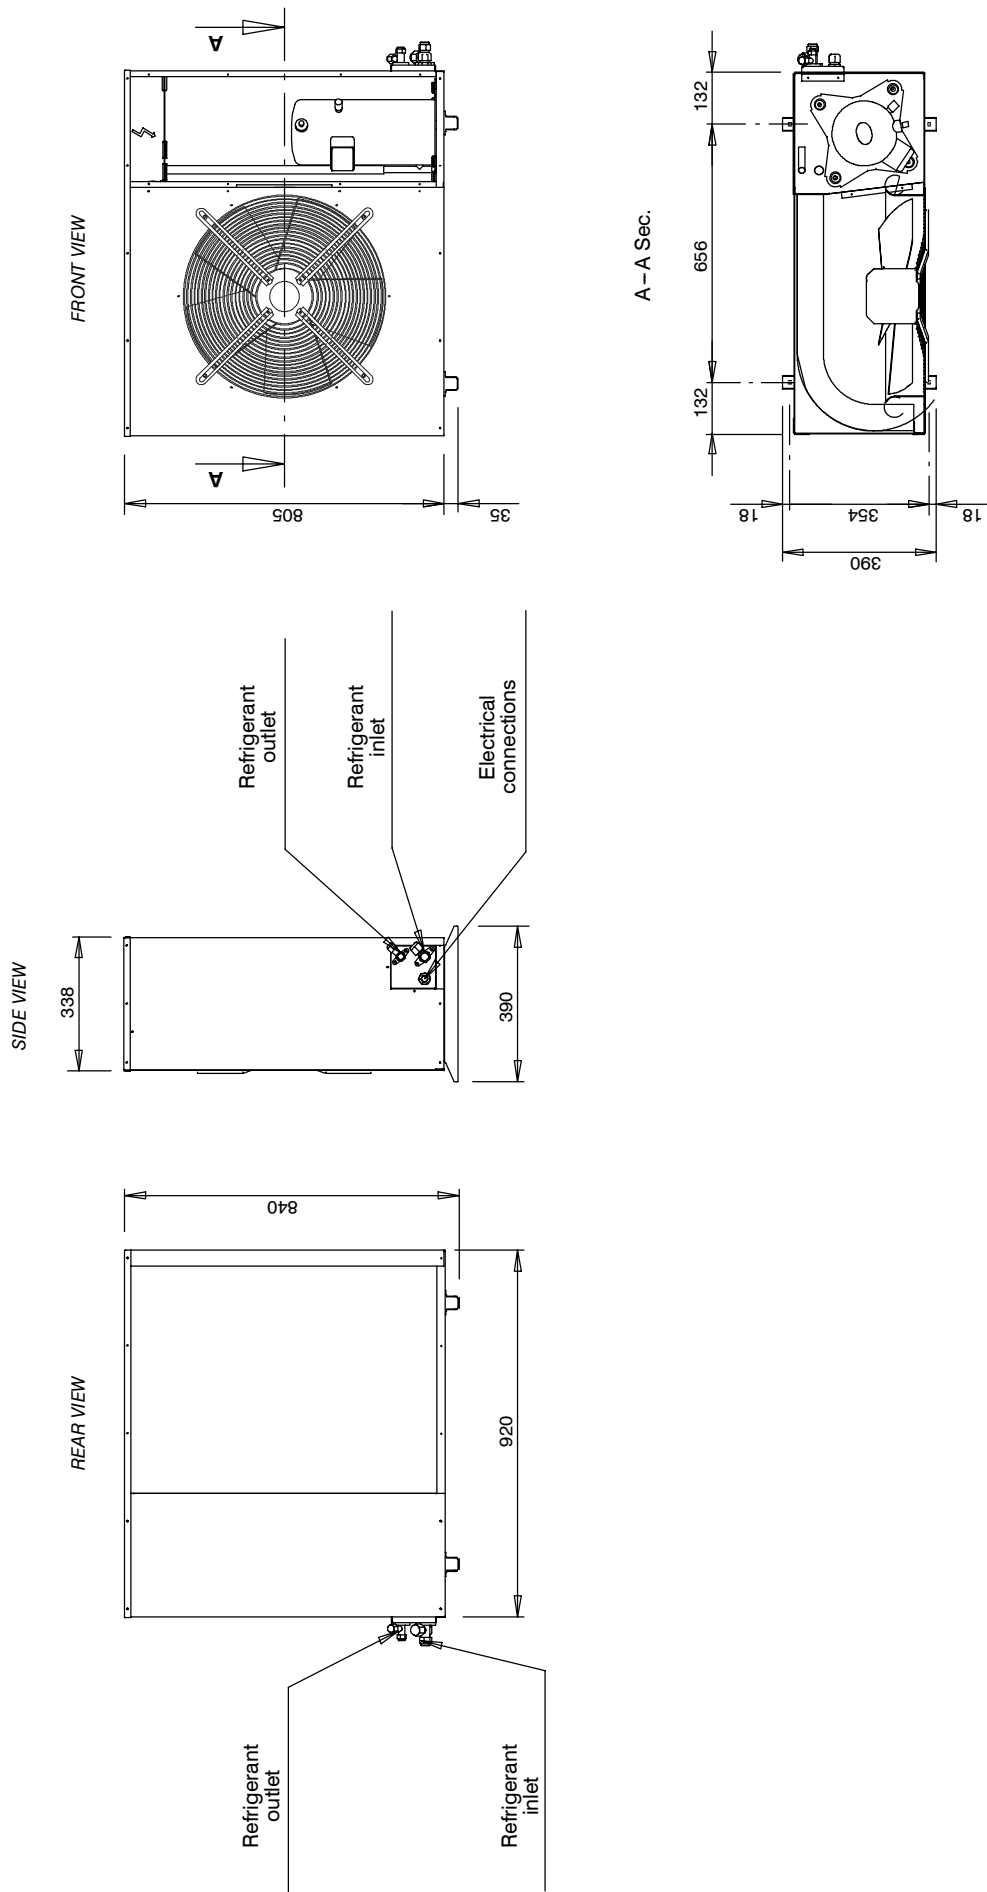 FRONT VIEW
A
A
805
35
A – A Sec.
132
656
132
18
354
18
390
SIDE VIEW
338
390
Refrigerant
outlet
Refrigerant
inlet
Electrical
connections
REAR VIEW
840
920
Refrigerant
outlet
Refrigerant
inlet